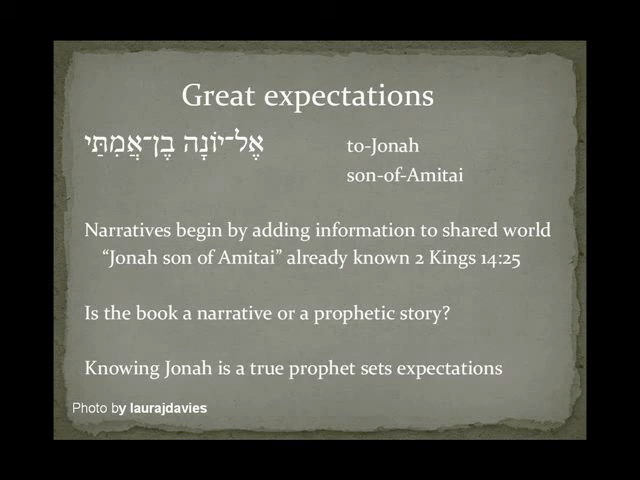 Great expectations
אֶל־יוֹנָה בֶן־אֲמִתַּי
to-Jonah
son-of-Amitai
Narratives begin by adding information to shared world
“Jonah son of Amitai” already known 2 Kings 14:25
Is the book a narrative or a prophetic story?
Knowing Jonah is a true prophet sets expectations
Photo by laurajdavies